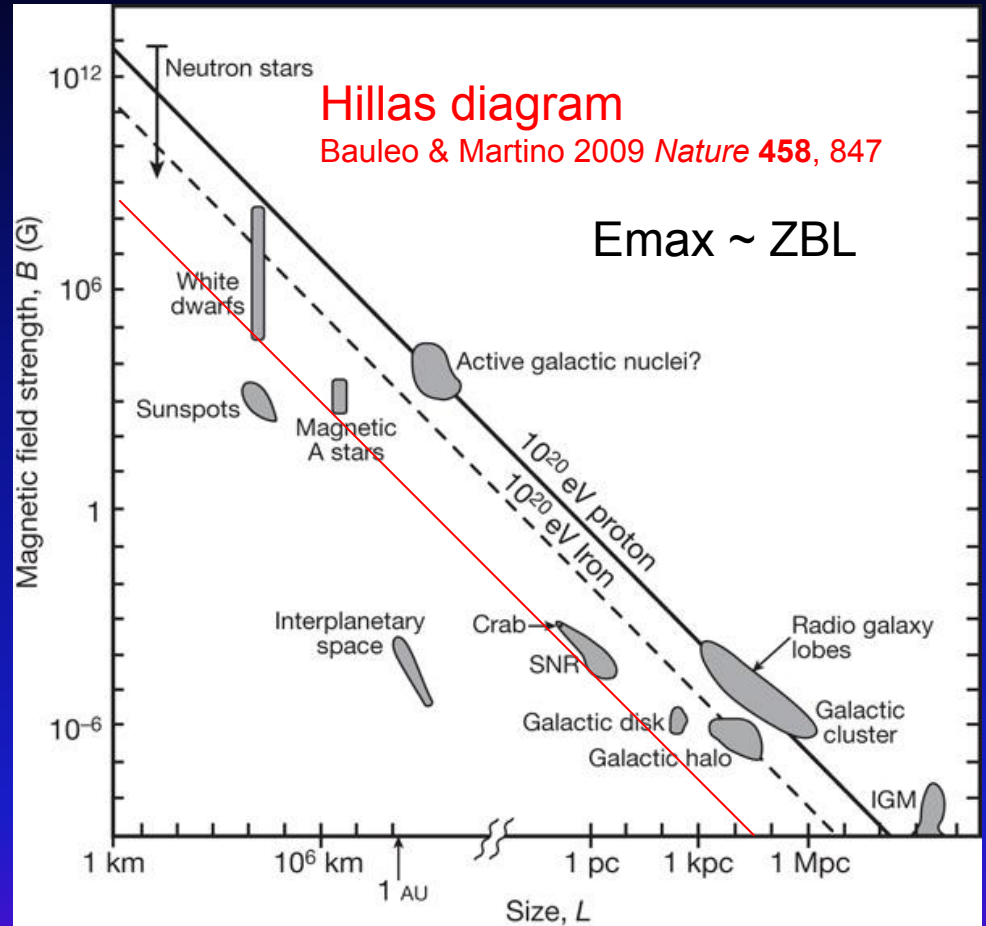 10^12
Neutron stars
Hillas diagram
Bauleo & Martino 2009 Nature 458, 847
Emax ~ ZBL
Magnetic field strength, B (G)
10^6
White
dwarfs
Active galactic nuclei?
Sunspots
Magnetic
A stars
10^20 eV proton
10^20 eV Iron
1
Interplanetary
space
Crab
SNR
Radio galaxy
lobes
10^-6
Galactic disk
Galactic halo
Galactic
cluster
IGM
1 km
10^6 km
1 AU
1 pc
1 kpc
1 Mpc
Size, L